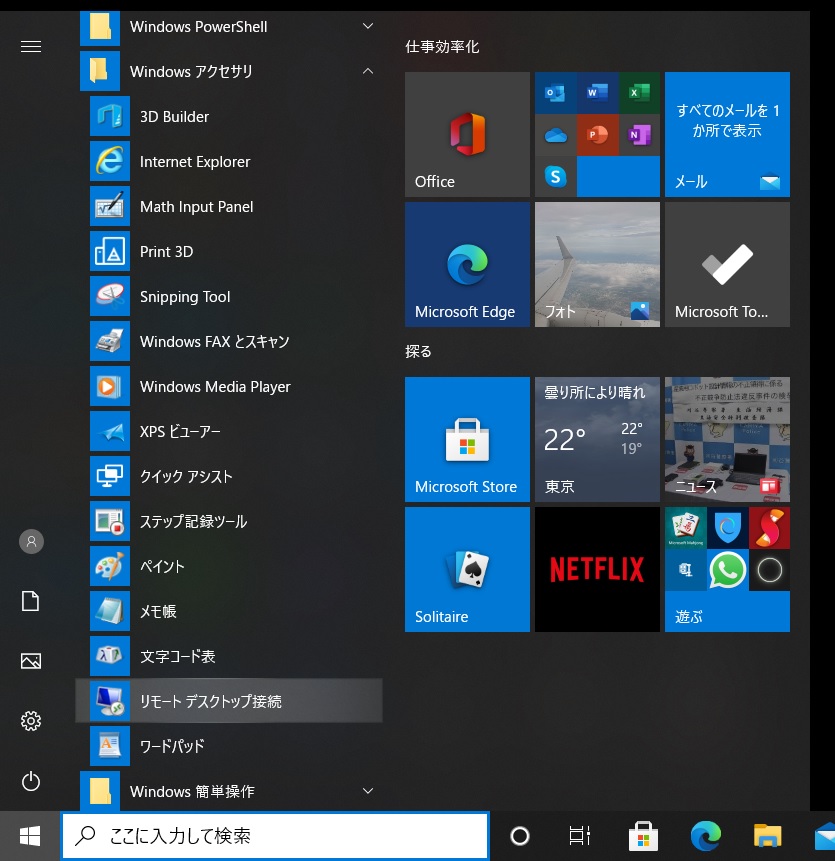 Windows PowerShell
Windows アクセサリ
3D Builder
Internet Explorer
Math Input Panel
Print 3D
Snipping Tool
Windows FAX とスキャン
Windows Media Player
XPS ビューアー
クイック アシスト
ステップ記録ツール
ペイント
メモ帳
文字コード表
リモート デスクトップ接続
ワードパッド
Windows 簡単操作
仕事効率化
Office
すべてのメールを 1
か所で表示
メール
Microsoft Edge
フォト
Microsoft To...
探る
Microsoft Store
曇り所により晴れ
22°
22°
19°
東京
ニュース
Solitaire
NETFLIX
Microsoft Mahjong
遊ぶ
ここに入力して検索